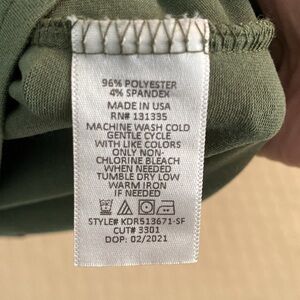 96% POLYESTER
4% SPANDEX
MADE IN USA
RN# 131335
MACHINE WASH COLD
GENTLE CYCLE
WITH LIKE COLORS
ONLY NON-
CHLORINE BLEACH
WHEN NEEDED
TUMBLE DRY LOW
WARM IRON
IF NEEDED
STYLE# KDR513671-SF
CUT# 3301
DOP: 02/2021